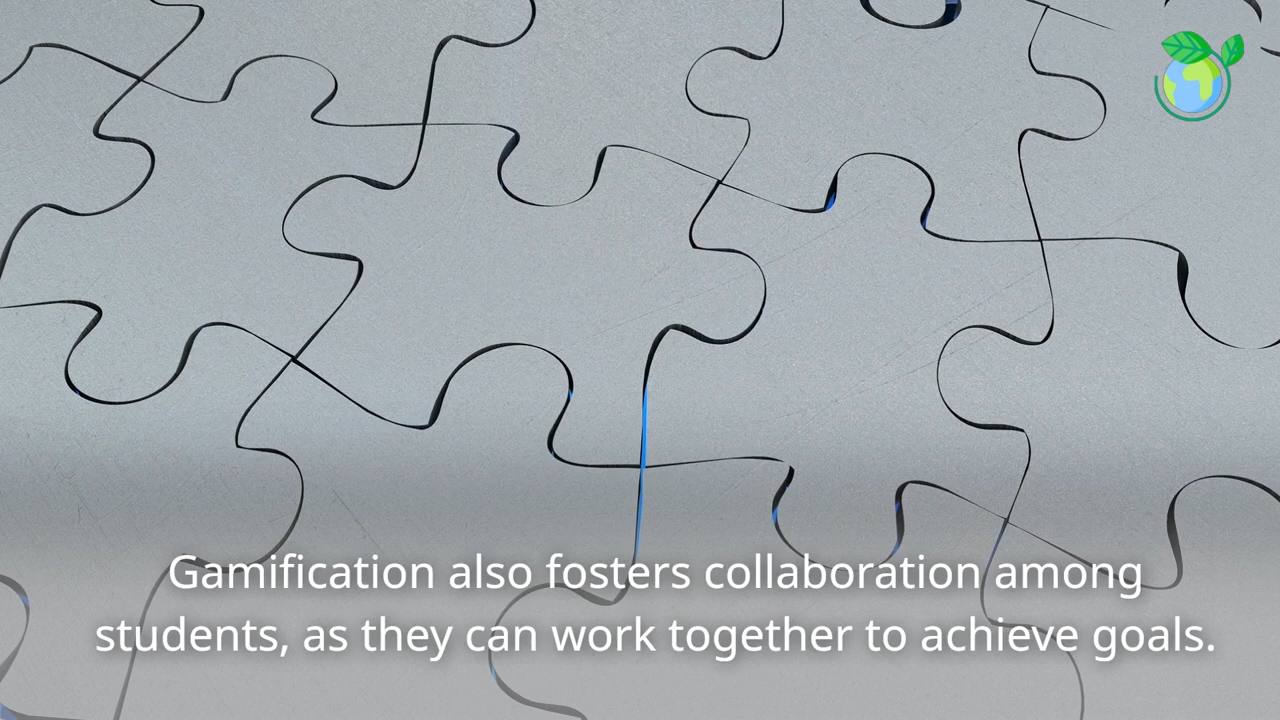 Gamification also fosters collaboration among
students, as they can work together to achieve goals.